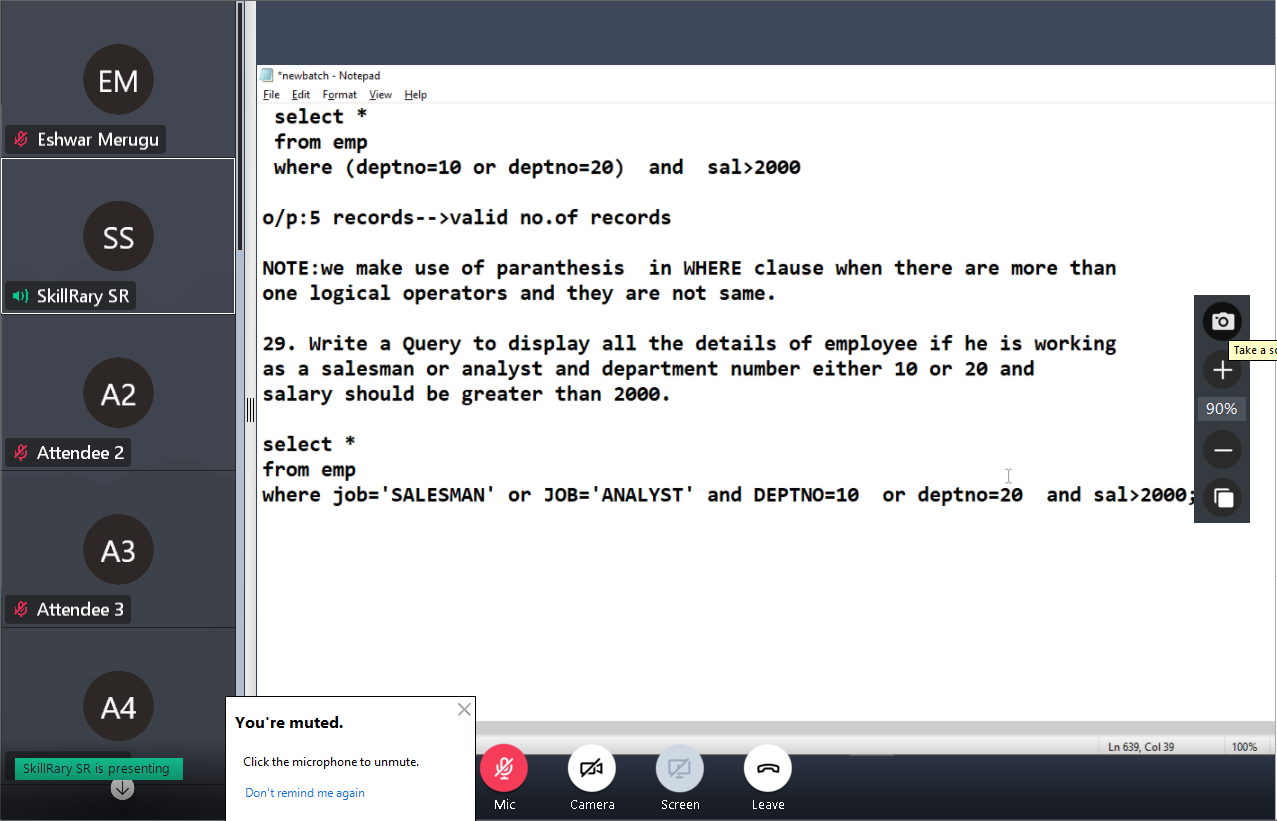 EM
Eshwar Merugu
SS
SkillRary SR
A2
Attendee 2
A3
Attendee 3
A4
SkillRary SR is presenting
*newbatch - Notepad
File Edit Format View Help
select *
from emp
where (deptno=10 or deptno=20)  and  sal>2000
o/p:5 records-->valid no.of records
NOTE:we make use of paranthesis  in WHERE clause when there are more than
one logical operators and they are not same.
29. Write a Query to display all the details of employee if he is working
as a salesman or analyst and department number either 10 or 20 and
salary should be greater than 2000.
select *
from emp
where job='SALESMAN' or JOB='ANALYST' and DEPTNO=10  or deptno=20  and sal>2000;
Take a
90%
Ln 639, Col 39
100%
You're muted.
Click the microphone to unmute.
Don't remind me again
Mic
Camera
Screen
Leave